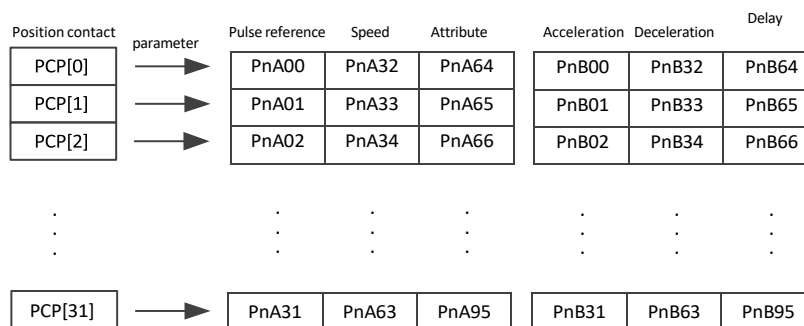 Position contact parameter Pulse reference Speed Attribute Acceleration Deceleration Delay
PCP[0] PnA00 PnA32 PnA64 PnB00 PnB32 PnB64
PCP[1] PnA01 PnA33 PnA65 PnB01 PnB33 PnB65
PCP[2] PnA02 PnA34 PnA66 PnB02 PnB34 PnB66
. . . . . . .
. . . . . . .
. . . . . . .
PCP[31] PnA31 PnA63 PnA95 PnB31 PnB63 PnB95